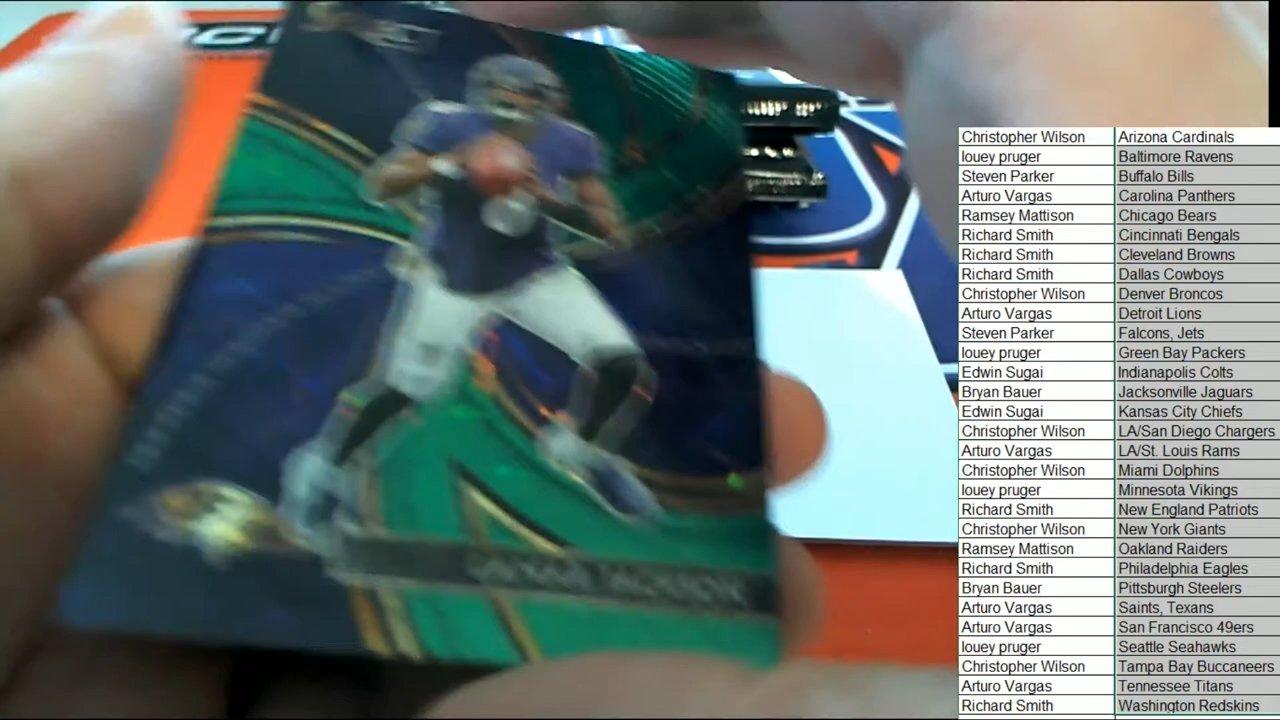 LAMAR JACKSON
Christopher Wilson Arizona Cardinals
louey pruger Baltimore Ravens
Steven Parker Buffalo Bills
Arturo Vargas Carolina Panthers
Ramsey Mattison Chicago Bears
Richard Smith Cincinnati Bengals
Richard Smith Cleveland Browns
Richard Smith Dallas Cowboys
Christopher Wilson Denver Broncos
Arturo Vargas Detroit Lions
Steven Parker Falcons, Jets
louey pruger Green Bay Packers
Edwin Sugai Indianapolis Colts
Bryan Bauer Jacksonville Jaguars
Edwin Sugai Kansas City Chiefs
Christopher Wilson LA/San Diego Chargers
Arturo Vargas LA/St. Louis Rams
Christopher Wilson Miami Dolphins
louey pruger Minnesota Vikings
Richard Smith New England Patriots
Christopher Wilson New York Giants
Ramsey Mattison Oakland Raiders
Richard Smith Philadelphia Eagles
Bryan Bauer Pittsburgh Steelers
Arturo Vargas Saints, Texans
Arturo Vargas San Francisco 49ers
louey pruger Seattle Seahawks
Christopher Wilson Tampa Bay Buccaneers
Arturo Vargas Tennessee Titans
Richard Smith Washington Redskins